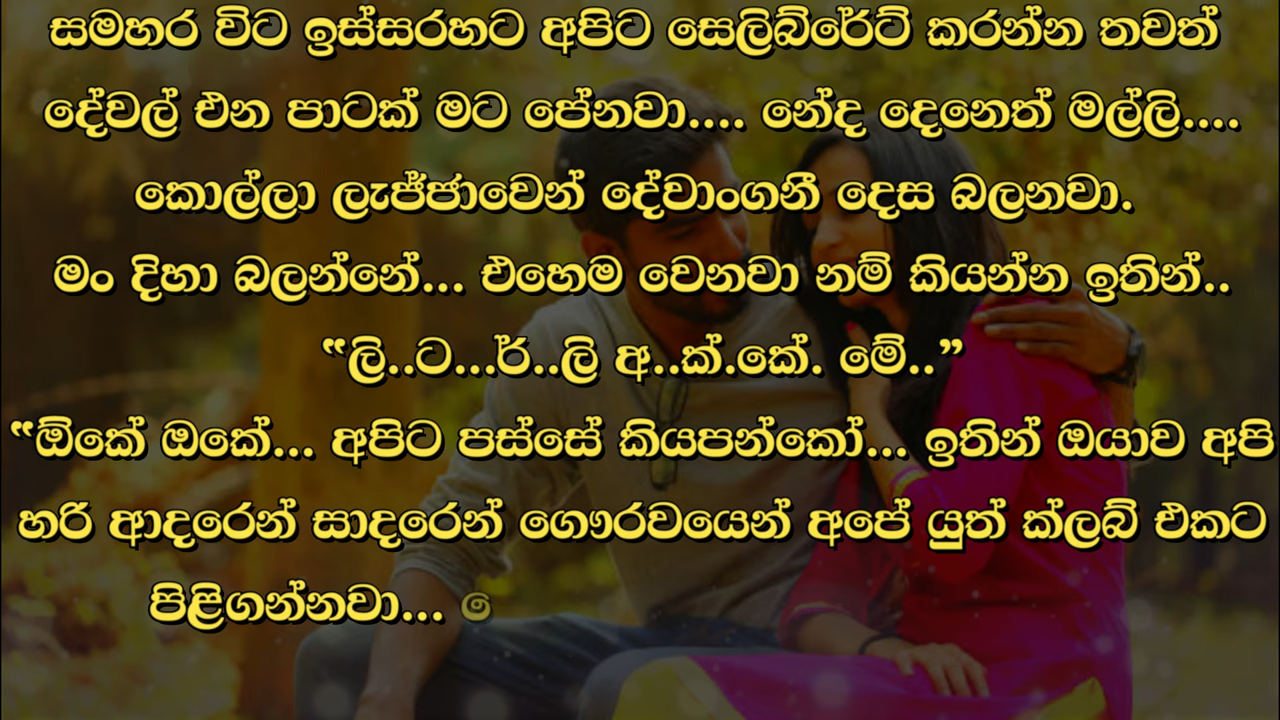 සමහර විට ඉස්සරහට අපිට සෙලිබ්රේට් කරන්න තවත්
දේවල් එන පාටක් මට පේනවා.... නේද දෙනෙත් මල්ලි....
කොල්ලා ලැජ්ජාවෙන් දේවාංගනී දෙස බලනවා.
මං දිහා බලන්නේ... එහෙම වෙනවා නම් කියන්න ඉතින්..
“ලි..ට...ර්..ලි අ..ක්.කේ. මේ..”
“ඕකේ ඔකේ... අපිට පස්සේ කියපන්කෝ... ඉතින් ඔයාව අපි
හරි ආදරෙන් සාදරෙන් ගෞරවයෙන් අපේ යුත් ක්ලබ් එකට
පිළිගන්නවා...